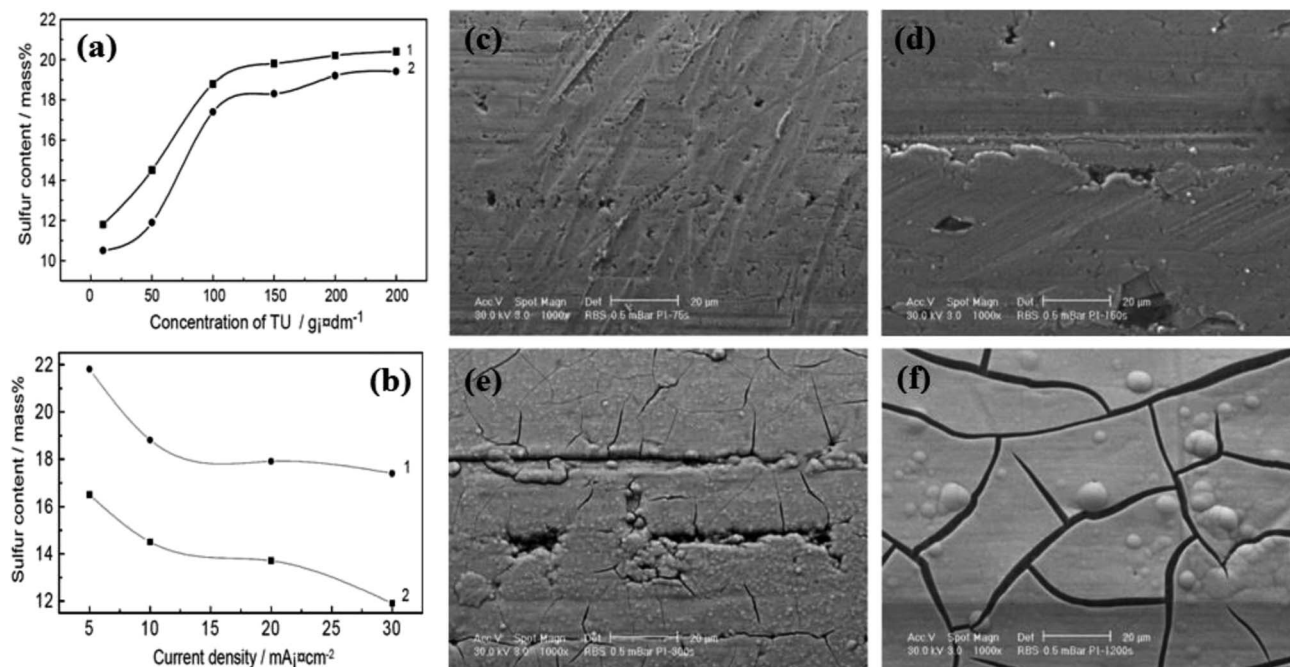 (a)
22
20
18
16
14
12
10
Sulfur content / mass%
1
2
0 50 100 150 200 200
Concentration of TU / g¡¤dm-1
(b)
22
20
18
16
14
12
Sulfur content / mass%
1
2
5 10 15 20 25 30
Current density / mA¡¤cm-2
(c)
Acc.V Spot Magn Det 20 µm
30.0 kV 3.0 1000x RBS 0.5 mBar PI-75s
(d)
Acc.V Spot Magn Det 20 µm
30.0 kV 3.0 1000x RBS 0.5 mBar PI-150s
(e)
Acc.V Spot Magn Det 20 µm
30.0 kV 3.0 1000x RBS 0.5 mBar PI-300s
(f)
Acc.V Spot Magn Det 20 µm
30.0 kV 3.0 1000x RBS 0.5 mBar PI-1200s